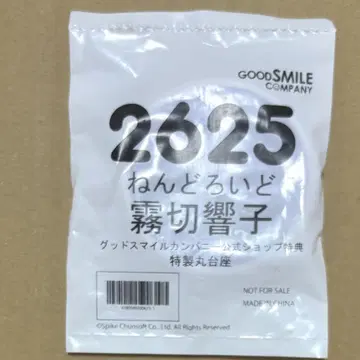 GOODSMILE
COMPANY
2625
ねんどろいど
霧切響子
グッドスマイルカンパニー公式ショップ特典
特製丸台座
NOT FOR SALE
MADE IN CHINA
©Spike Chunsoft Co., Ltd. All Rights Reserved.